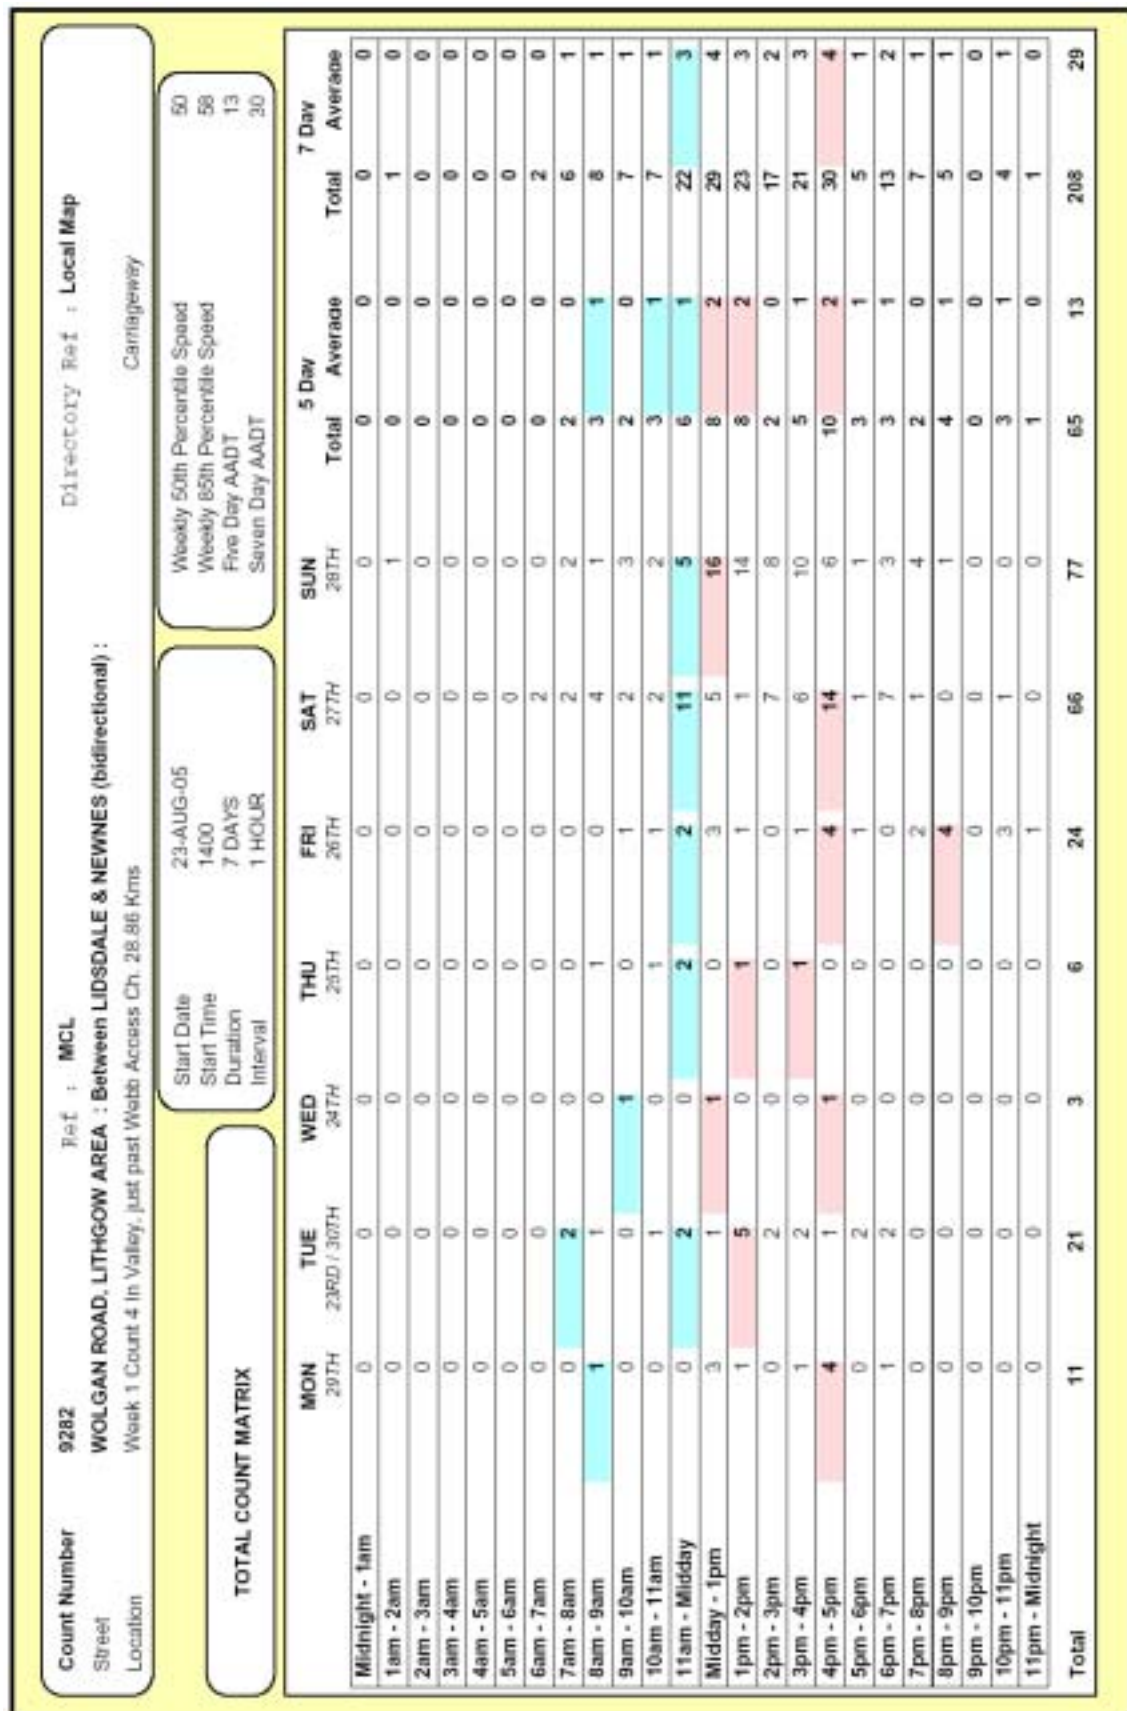 Count Number 9282 Ref : MCL Directory Ref : Local Map
Street WOLGAN ROAD, LITHGOW AREA : Between LIDSDALE & NEWNES (bidirectional) :
Location Week 1 Count 4 In Valley, just past Webb Access Ch. 28.86 Kms Carriageway
TOTAL COUNT MATRIX
Start Date 23-AUG-05
Start Time 1400
Duration 7 DAYS
Interval 1 HOUR
Weekly 50th Percentile Speed 50
Weekly 85th Percentile Speed 58
Five Day AADT 13
Seven Day AADT 30
MON TUE WED THU FRI SAT SUN 5 Day 7 Day
29TH 23RD / 30TH 24TH 25TH 26TH 27TH 28TH Total Average Total Average
Midnight - 1am 0 0 0 0 0 0 0 0 0 0 0
1am - 2am 0 0 0 0 0 0 1 0 0 1 0
2am - 3am 0 0 0 0 0 0 0 0 0 0 0
3am - 4am 0 0 0 0 0 0 0 0 0 0 0
4am - 5am 0 0 0 0 0 0 0 0 0 0 0
5am - 6am 0 0 0 0 0 0 0 0 0 0 0
6am - 7am 0 0 0 0 0 2 0 0 0 2 0
7am - 8am 0 2 0 0 0 2 2 2 0 6 1
8am - 9am 1 1 0 1 0 4 1 3 1 8 1
9am - 10am 0 0 1 0 1 2 3 2 0 7 1
10am - 11am 0 1 0 1 1 2 2 3 1 7 1
11am - Midday 0 2 0 2 2 11 5 6 1 22 3
Midday - 1pm 3 1 1 0 3 5 16 8 2 29 4
1pm - 2pm 1 5 0 1 1 1 14 8 2 23 3
2pm - 3pm 0 2 0 0 0 7 8 2 0 17 2
3pm - 4pm 1 2 0 1 1 6 10 5 1 21 3
4pm - 5pm 4 1 1 0 4 14 6 10 2 30 4
5pm - 6pm 0 2 0 0 1 1 1 3 1 5 1
6pm - 7pm 1 2 0 0 0 7 3 3 1 13 2
7pm - 8pm 0 0 0 0 2 1 4 2 0 7 1
8pm - 9pm 0 0 0 0 4 0 1 4 1 5 1
9pm - 10pm 0 0 0 0 0 0 0 0 0 0 0
10pm - 11pm 0 0 0 0 3 1 0 3 1 4 1
11pm - Midnight 0 0 0 0 1 0 0 1 0 1 0
Total 11 21 3 6 24 66 77 65 13 208 29